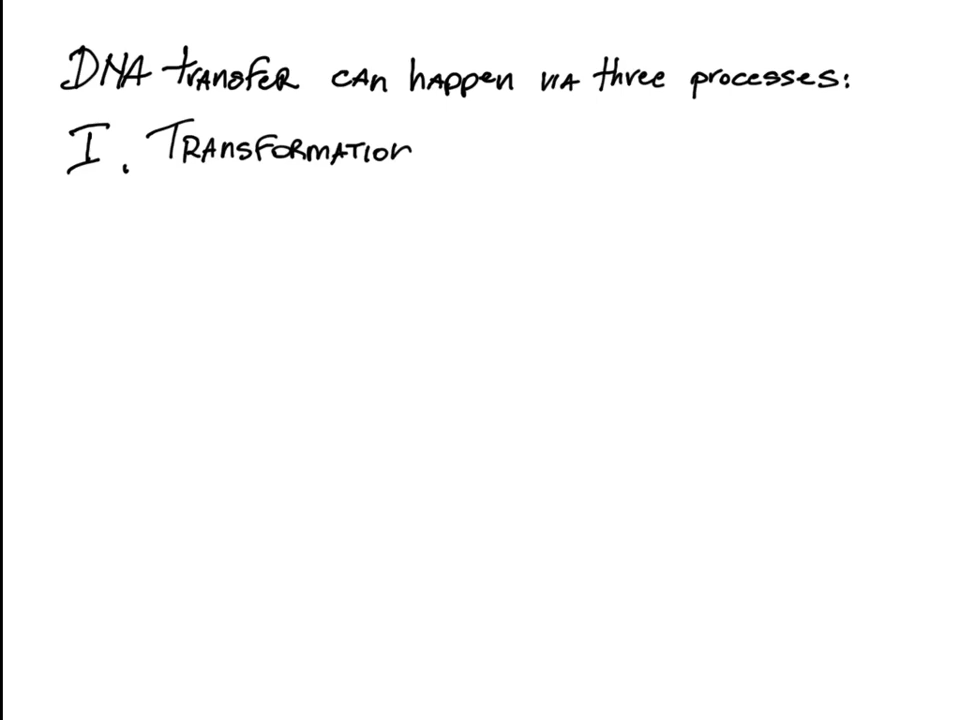 DNA transfer can happen via three processes:
I. Transformation